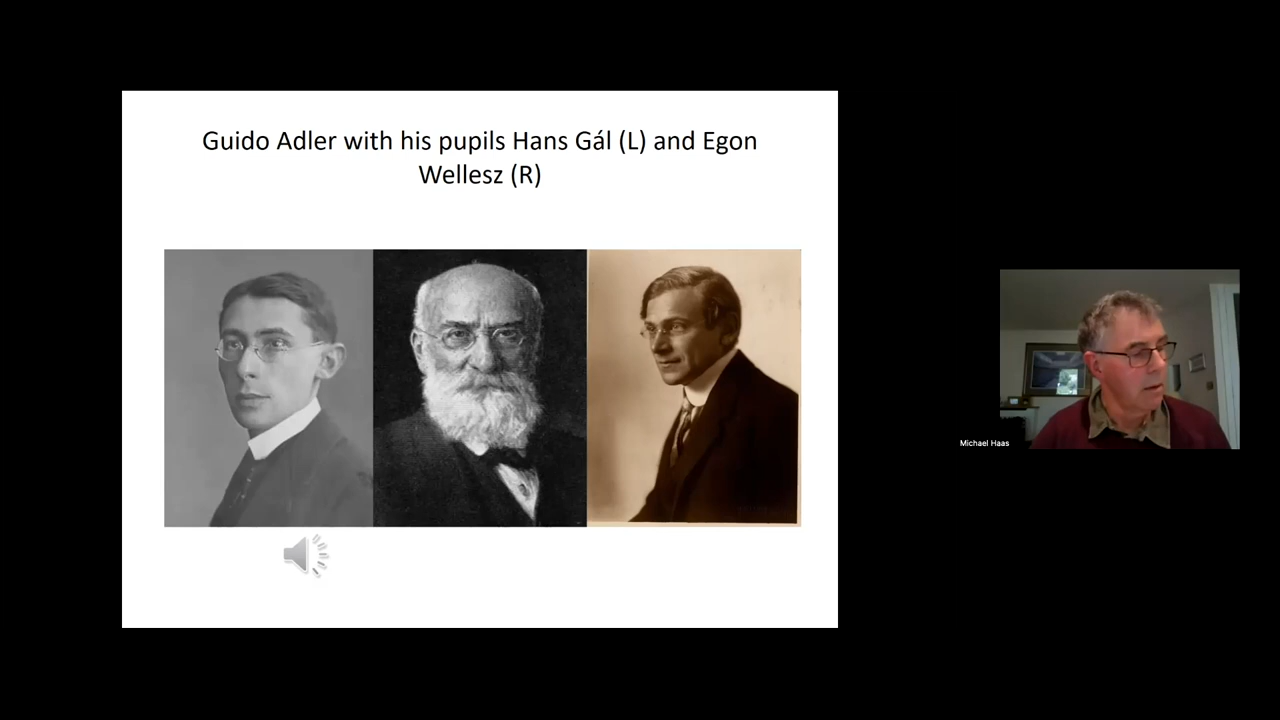 Guido Adler with his pupils Hans Gál (L) and Egon
Wellesz (R)
Michael Haas